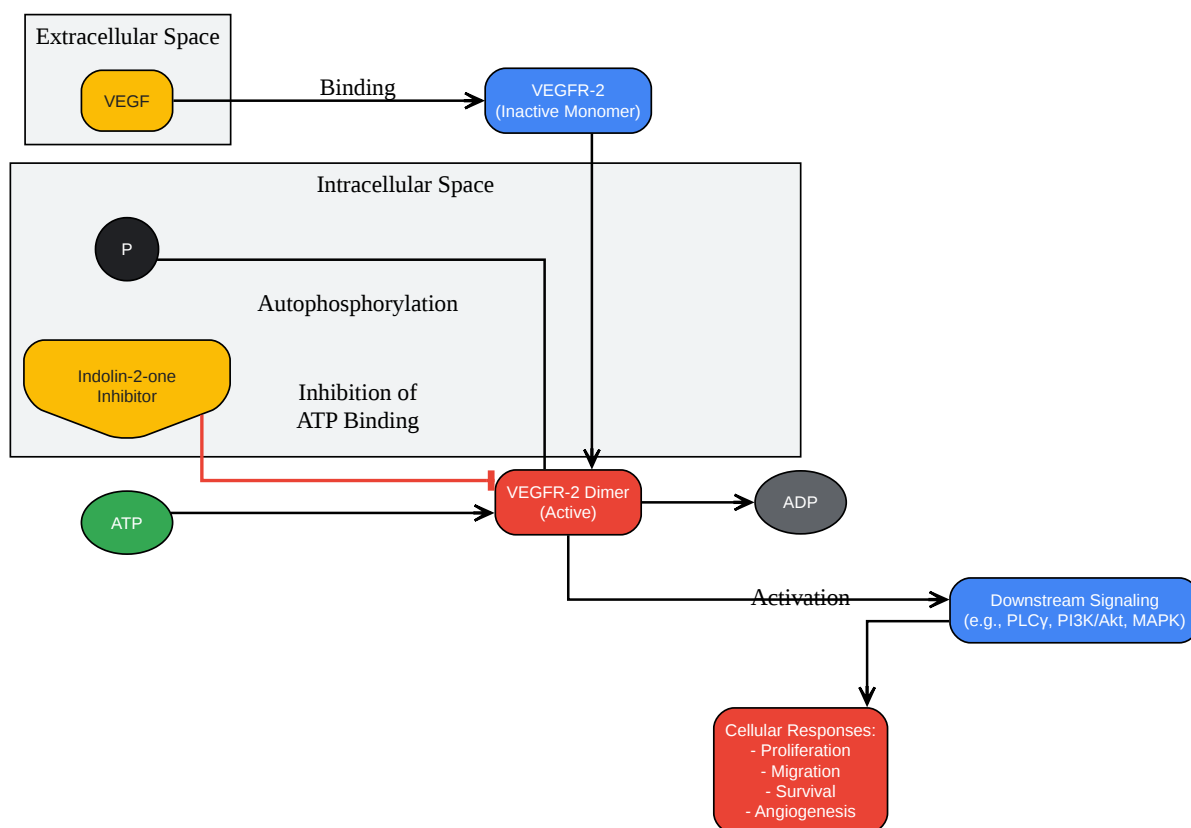 Extracellular Space
VEGF
Binding
VEGFR-2
(Inactive Monomer)
Intracellular Space
P
Autophosphorylation
Indolin-2-one
Inhibitor
Inhibition of
ATP Binding
ATP
VEGFR-2 Dimer
(Active)
ADP
Activation
Downstream Signaling
(e.g., PLCγ, PI3K/Akt, MAPK)
Cellular Responses:
- Proliferation
- Migration
- Survival
- Angiogenesis